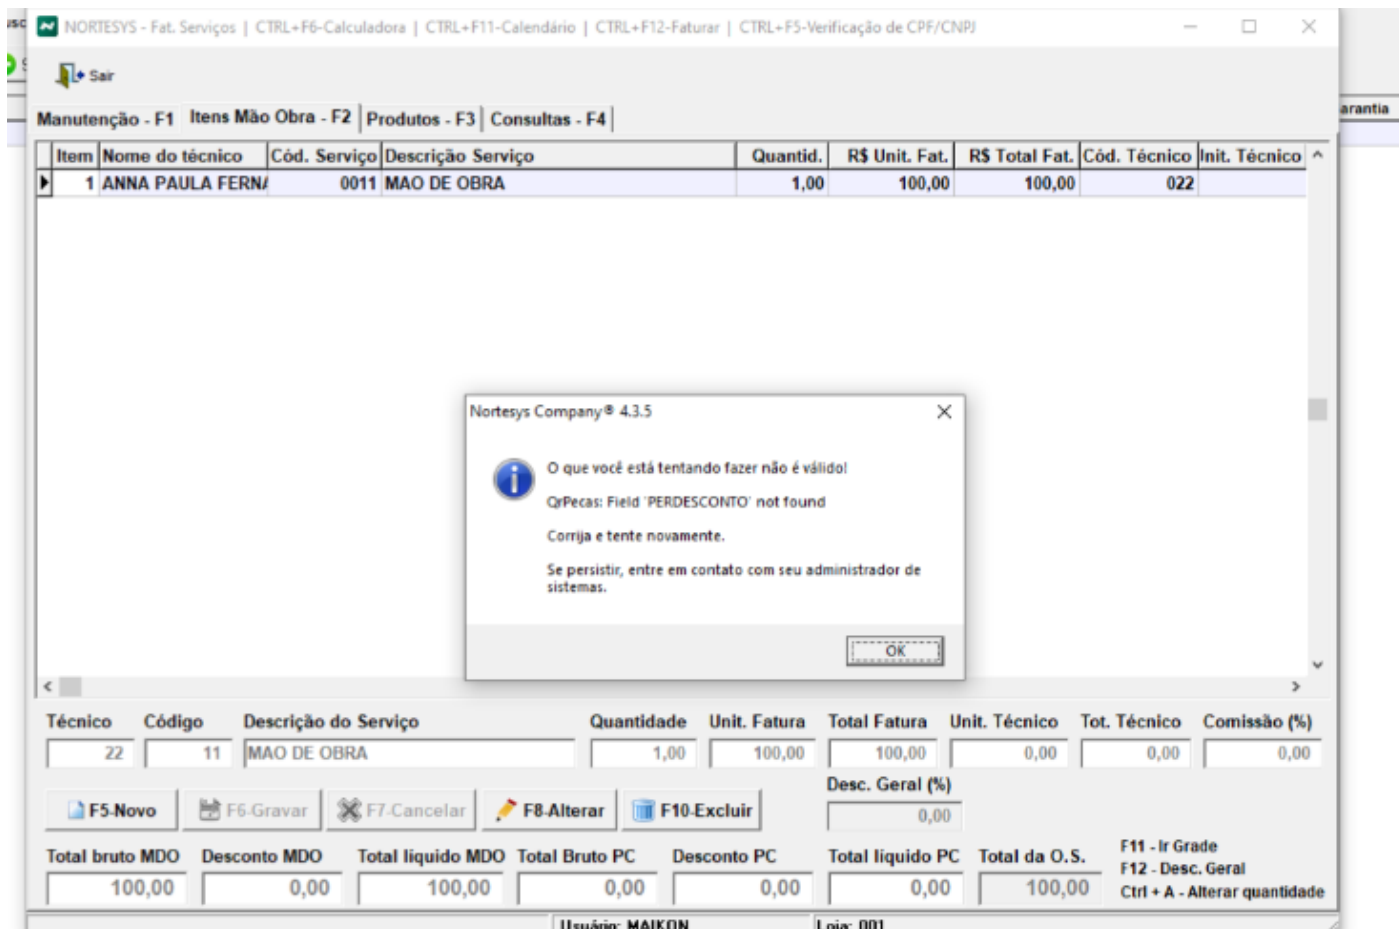 NORTESYS - Fat. Serviços | CTRL+F6-Calculadora | CTRL+F11-Calendário | CTRL+F12-Faturar | CTRL+F5-Verificação de CPF/CNPJ
Sair
Manutenção - F1 Itens Mão Obra - F2 Produtos - F3 Consultas - F4
arantia
Item Nome do técnico Cód. Serviço Descrição Serviço Quantid. R$ Unit. Fat. R$ Total Fat. Cód. Técnico Init. Técnico
1 ANNA PAULA FERNA 0011 MAO DE OBRA 1,00 100,00 100,00 022
Nortesys Company® 4.3.5
O que você está tentando fazer não é válido!
QrPecas: Field 'PERDESCONTO' not found
Corrija e tente novamente.
Se persistir, entre em contato com seu administrador de
sistemas.
OK
Técnico Código Descrição do Serviço Quantidade Unit. Fatura Total Fatura Unit. Técnico Tot. Técnico Comissão (%)
22 11 MAO DE OBRA 1,00 100,00 100,00 0,00 0,00 0,00
Desc. Geral (%)
F5-Novo F6-Gravar F7-Cancelar F8-Alterar F10-Excluir 0,00
Total bruto MDO Desconto MDO Total líquido MDO Total Bruto PC Desconto PC Total líquido PC Total da O.S.
100,00 0,00 100,00 0,00 0,00 0,00 100,00
F11 - Ir Grade
F12 - Desc. Geral
Ctrl + A - Alterar quantidade
Usuário: MAIKON Loja: 001